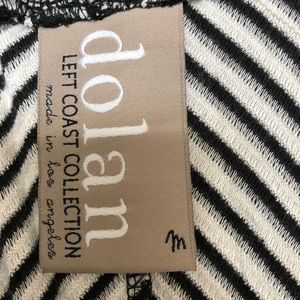 dolan
LEFT COAST COLLECTION
made in los angeles
m